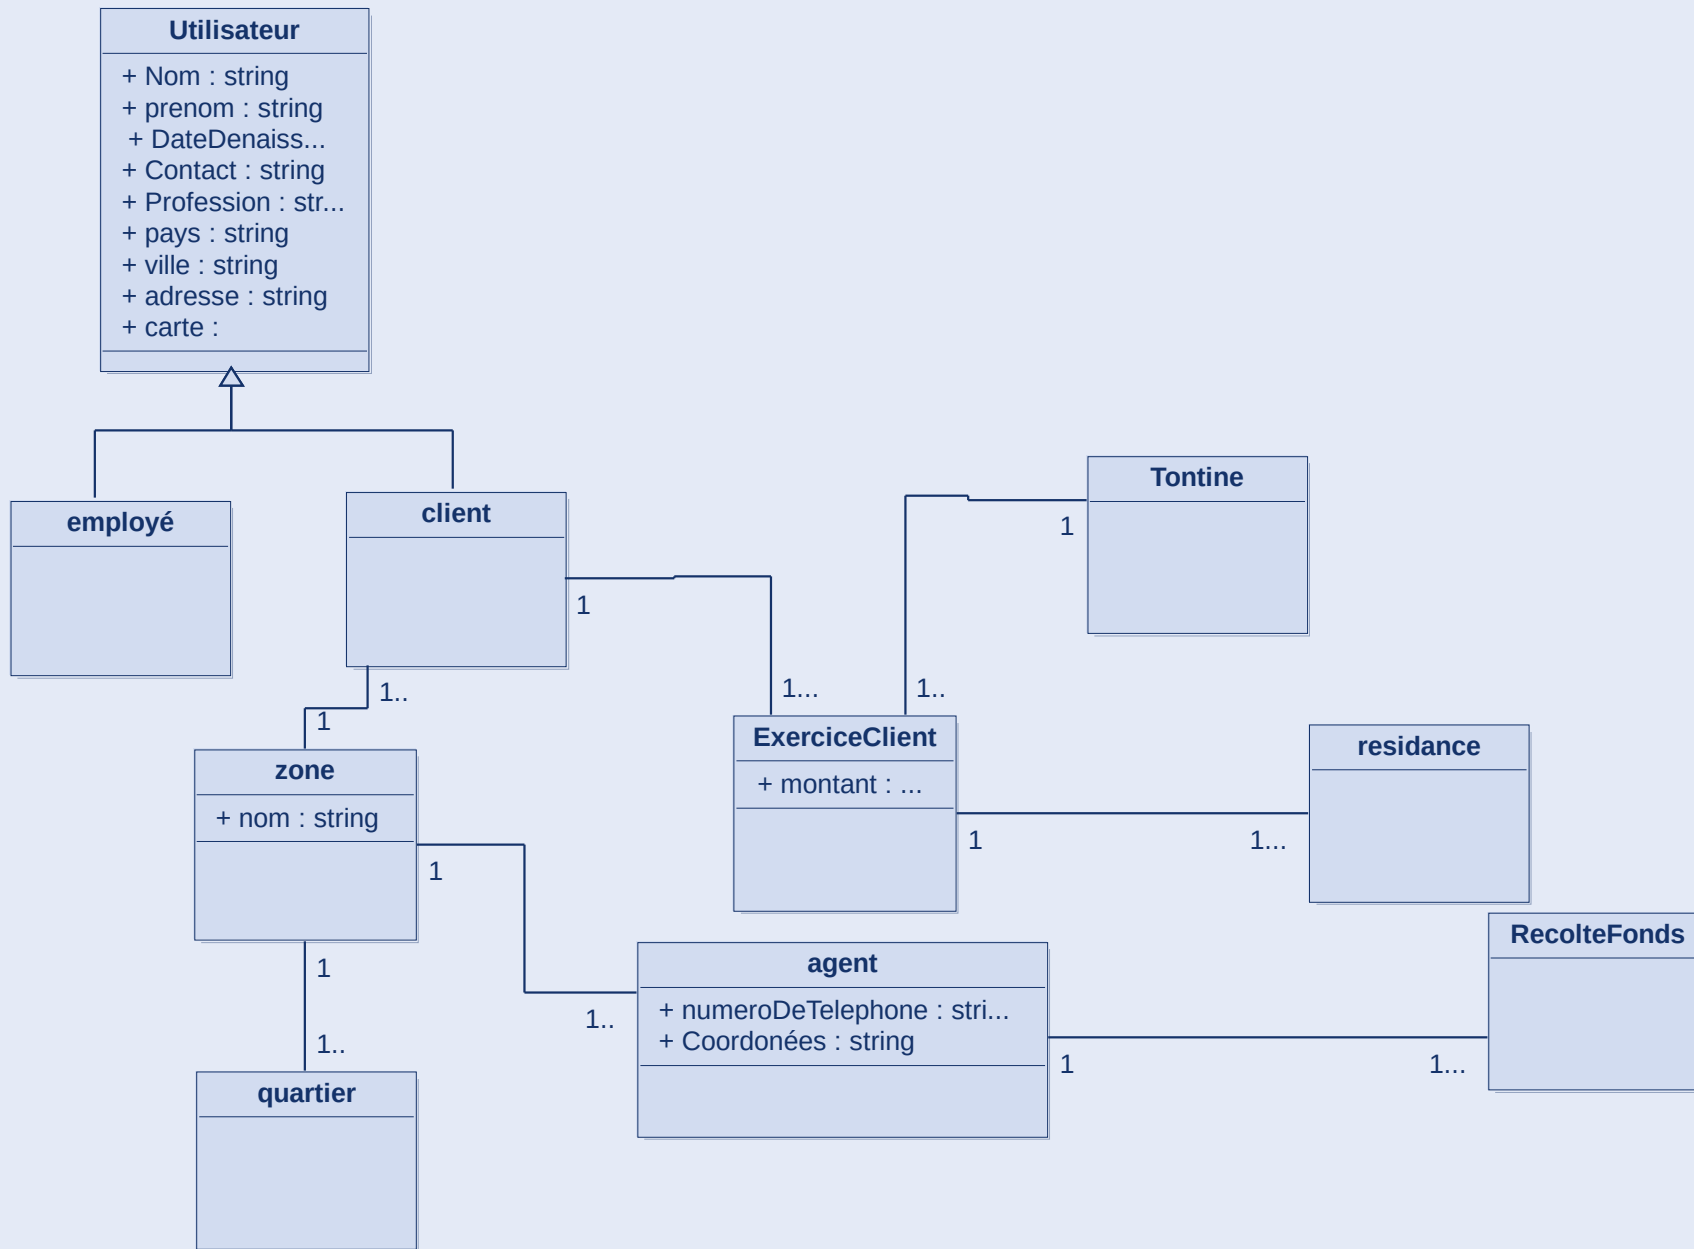 Utilisateur
+ Nom : string
+ prenom : string
+ DateDenaiss...
+ Contact : string
+ Profession : str...
+ pays : string
+ ville : string
+ adresse : string
+ carte :
employé
client
1
1..
1
Tontine
1
1...
1..
ExerciceClient
+ montant : ...
1
1...
residance
zone
+ nom : string
1
1
1..
1..
agent
+ numeroDeTelephone : stri...
+ Coordonées : string
1
1...
RecolteFonds
quartier